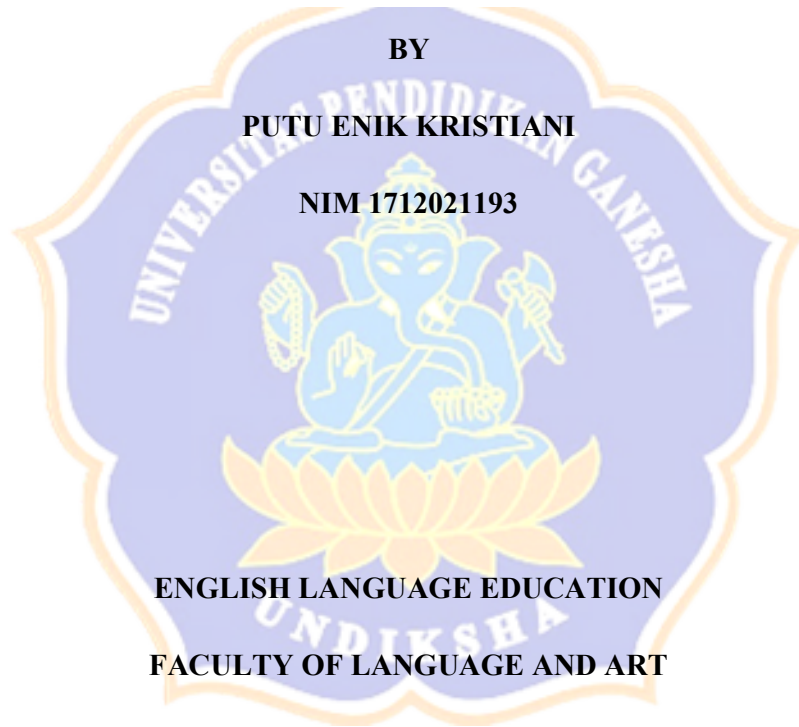 BY
UNIVERSITAS PENDIDIKAN GANESHA
PUTU ENIK KRISTIANI
NIM 1712021193
ENGLISH LANGUAGE EDUCATION
UNDIKSHA
FACULTY OF LANGUAGE AND ART